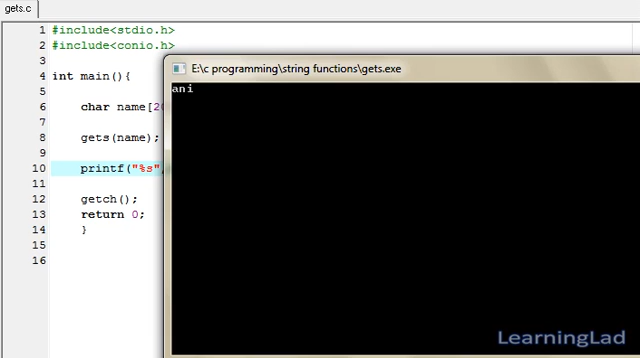 gets.c
1 #include<stdio.h>
2 #include<conio.h>
3
4 int main(){
5
6 char name[20
7
8 gets(name);
9
10 printf("%s",
11
12 getch();
13 return 0;
14 }
15
16
E:\c programming\string functions\gets.exe
ani
LearningLad